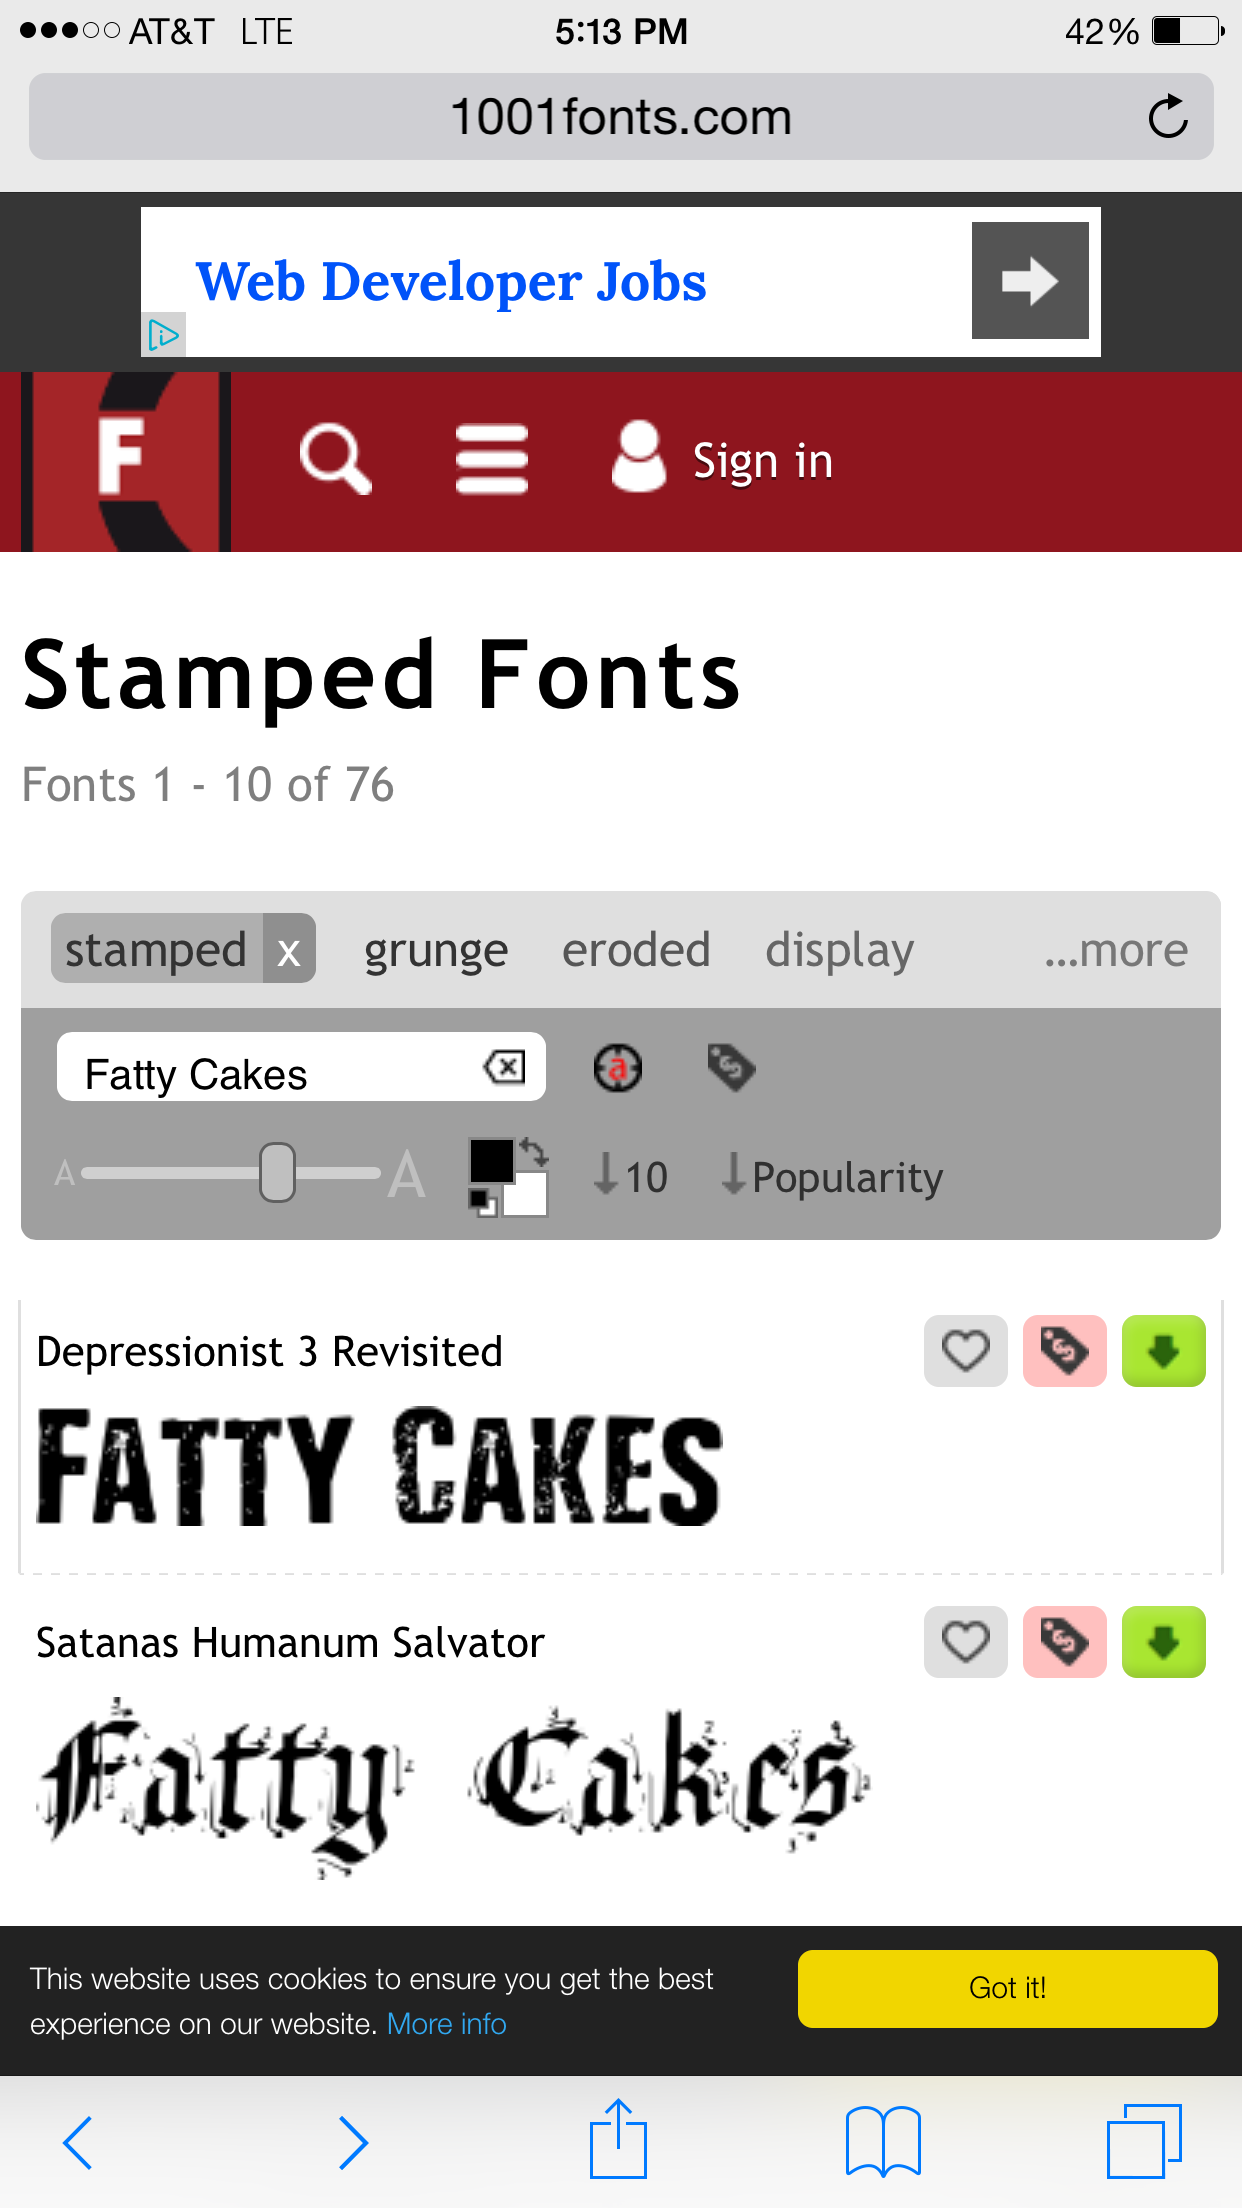 AT&T LTE 5:13 PM 42%
1001fonts.com
Web Developer Jobs
F
Sign in
Stamped Fonts
Fonts 1 - 10 of 76
stamped x grunge eroded display ...more
Fatty Cakes a
A A 10 Popularity
Depressionist 3 Revisited
FATTY CAKES
Satanas Humanum Salvator
Fatty Cakes
This website uses cookies to ensure you get the best
experience on our website. More info
Got it!